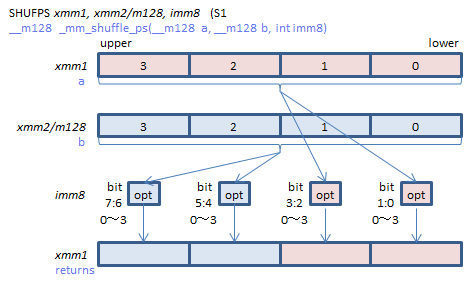 SHUFPS xmm1, xmm2/m128, imm8 (S1
__m128 _mm_shuffle_ps(__m128 a, __m128 b, int imm8)
upper lower
xmm1 3 2 1 0
a
xmm2/m128 3 2 1 0
b
imm8 bit opt bit opt bit opt bit opt
7:6 5:4 3:2 1:0
0～3 0～3 0～3 0～3
xmm1
returns